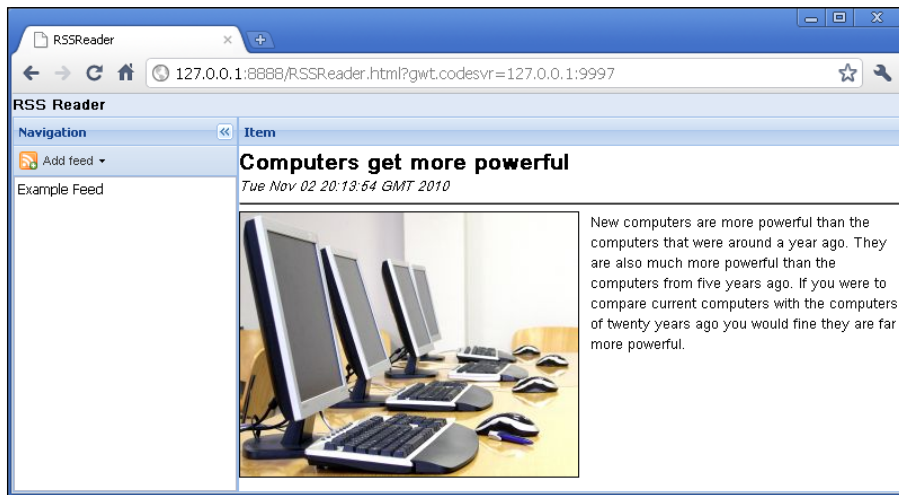 RSSReader
127.0.0.1:8888/RSSReader.html?gwt.codesvr=127.0.0.1:9997
RSS Reader
Navigation
Item
Add feed
Example Feed
Computers get more powerful
Tue Nov 02 20:13:54 GMT 2010
New computers are more powerful than the
computers that were around a year ago. They
are also much more powerful than the
computers from five years ago. If you were to
compare current computers with the computers
of twenty years ago you would fine they are far
more powerful.